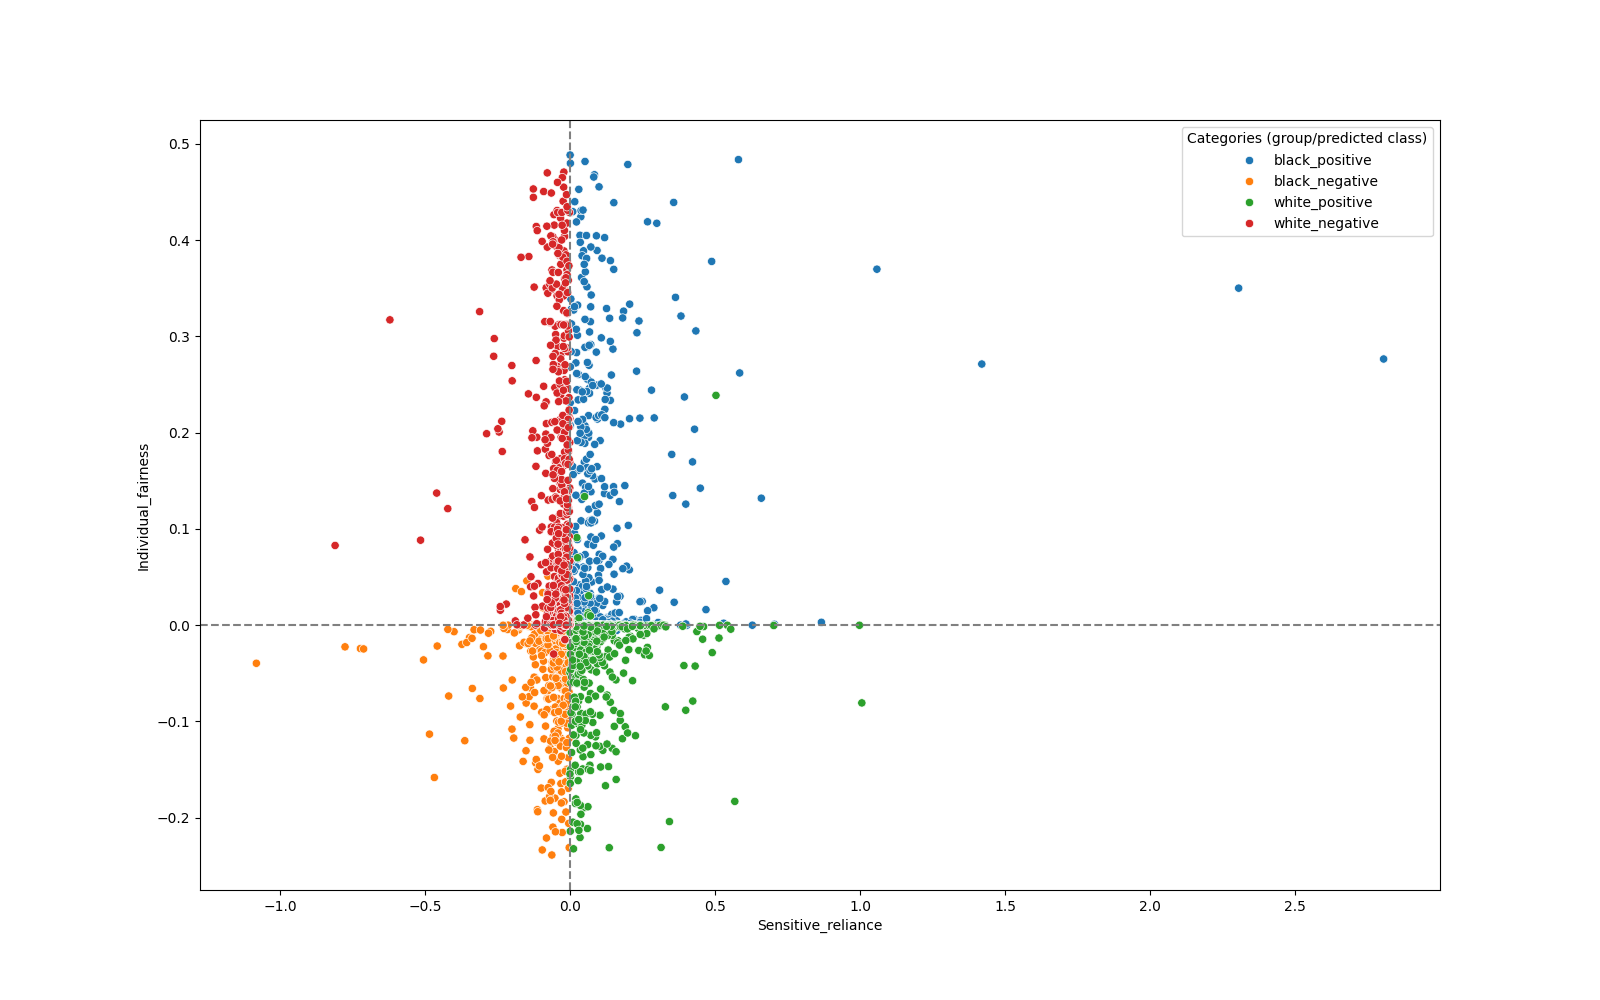 Categories (group/predicted class)
black_positive
black_negative
white_positive
white_negative
0.5
0.4
0.3
0.2
0.1
0.0
−0.1
−0.2
Individual_fairness
−1.0 −0.5 0.0 0.5 1.0 1.5 2.0 2.5
Sensitive_reliance